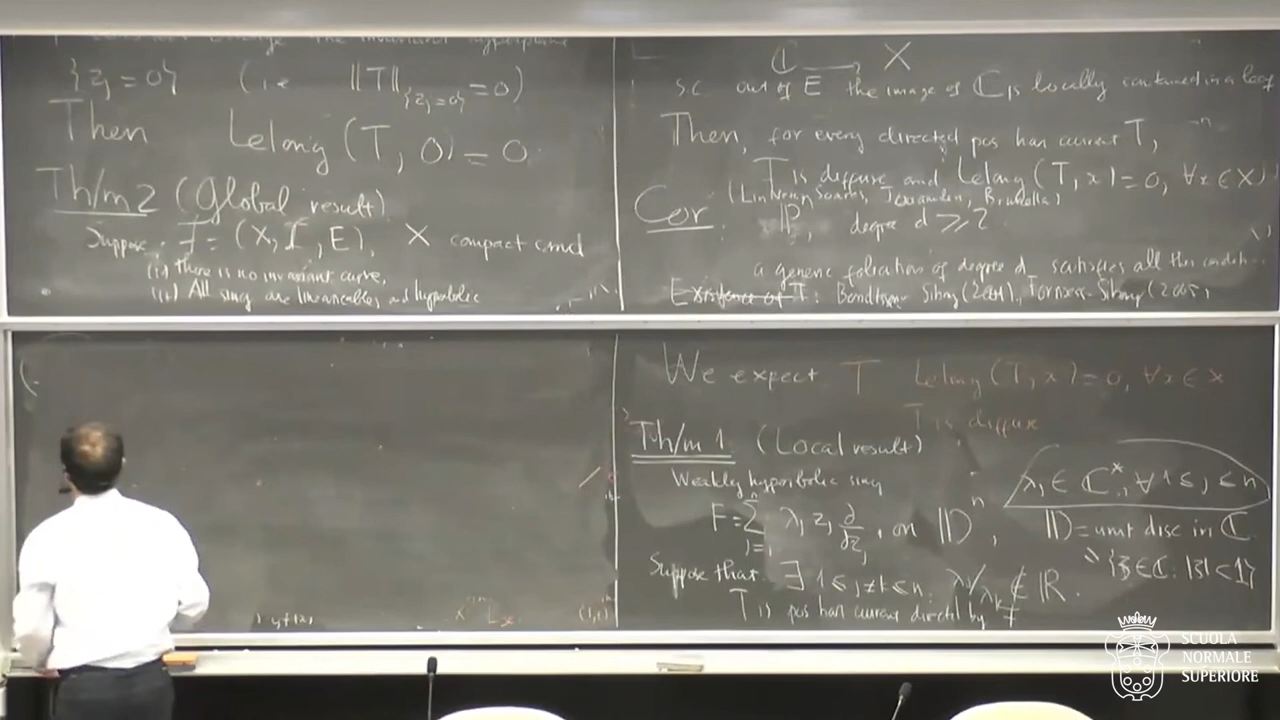 {z_j = 0} (i.e. ‖T‖_{z_j=0} = 0)
Then Lelong (T, 0) = 0
Th/m 2 (Global result)
Suppose F = (X, L, E), X compact
(i) There is no invariant curve,
(ii) All sing are linearizable and hyperbolic
ℂ → X
out of E the image of ℂ is locally contained in a leaf
Then, for every directed pos har current T,
T is diffuse and Lelong (T, x) = 0, ∀x ∈ X
(Lins Neto Soares, Jouanolou, Brunella)
Cor. ℙ², degree d ⩾ 2
a generic foliation of degree d satisfies all this
Existence of T: Berndtsson-Sibony, Fornaess-Sibony (2005)
We expect T Lelong (T, x) = 0, ∀x ∈ X
T is diffuse
Th/m 1 (Local result)
Weakly hyperbolic sing
F = Σ_{j=1}^n λ_j z_j ∂/∂z_j, on 𝔻^n, λ_j ∈ ℂ*, ∀ 1 ≤ j ≤ n
𝔻 = unit disc in ℂ
{ζ ∈ ℂ : |ζ| < 1}
Suppose that ∃ 1 ≤ j ≠ k ≤ n: λ_j/λ_k ∉ ℝ.
T is pos har current directed by F
SCUOLA
NORMALE
SUPERIORE